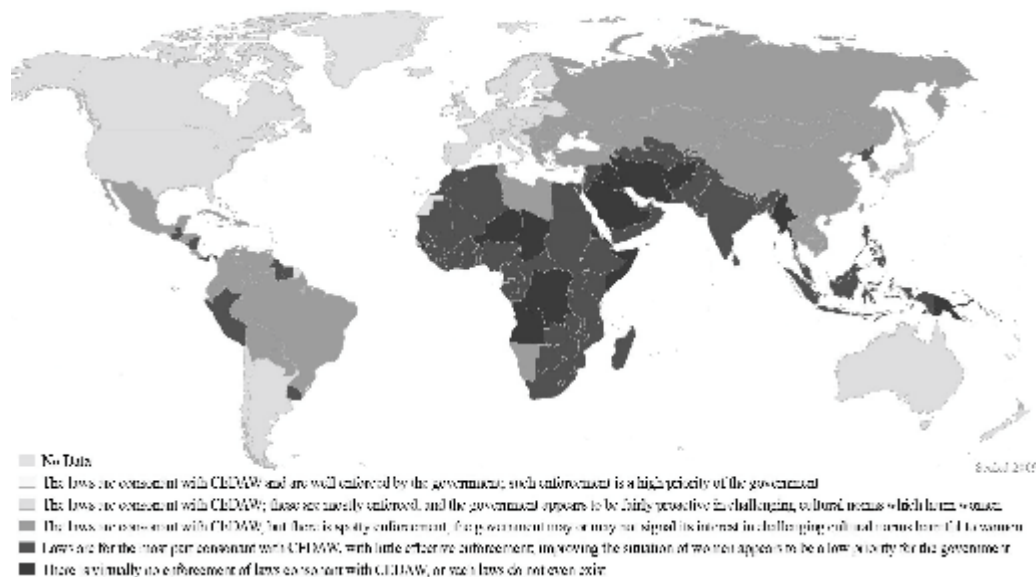 No Data
The laws are consonant with CEDAW and are well enforced by the government; such enforcement is a high priority of the government
The laws are consonant with CEDAW; these are mostly enforced, and the government appears to be fairly proactive in challenging cultural norms which harm women
The laws are consonant with CEDAW, but there is spotty enforcement; the government may or may not signal its interest in challenging cultural norms harmful to women
Laws are for the most part consonant with CEDAW, with little effective enforcement; improving the situation of women appears to be a low priority for the government
There is virtually no enforcement of laws consonant with CEDAW, or such laws do not even exist